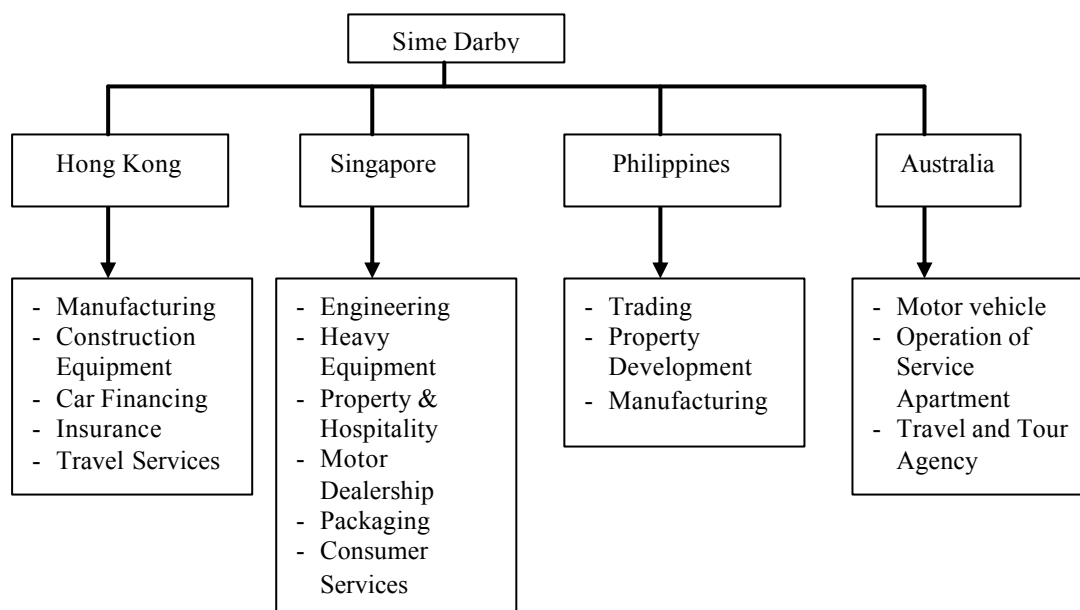 Sime Darby
Hong Kong
Singapore
Philippines
Australia
- Manufacturing
- Construction
Equipment
- Car Financing
- Insurance
- Travel Services
- Engineering
- Heavy
Equipment
- Property &
Hospitality
- Motor
Dealership
- Packaging
- Consumer
Services
- Trading
- Property
Development
- Manufacturing
- Motor vehicle
- Operation of
Service
Apartment
- Travel and Tour
Agency